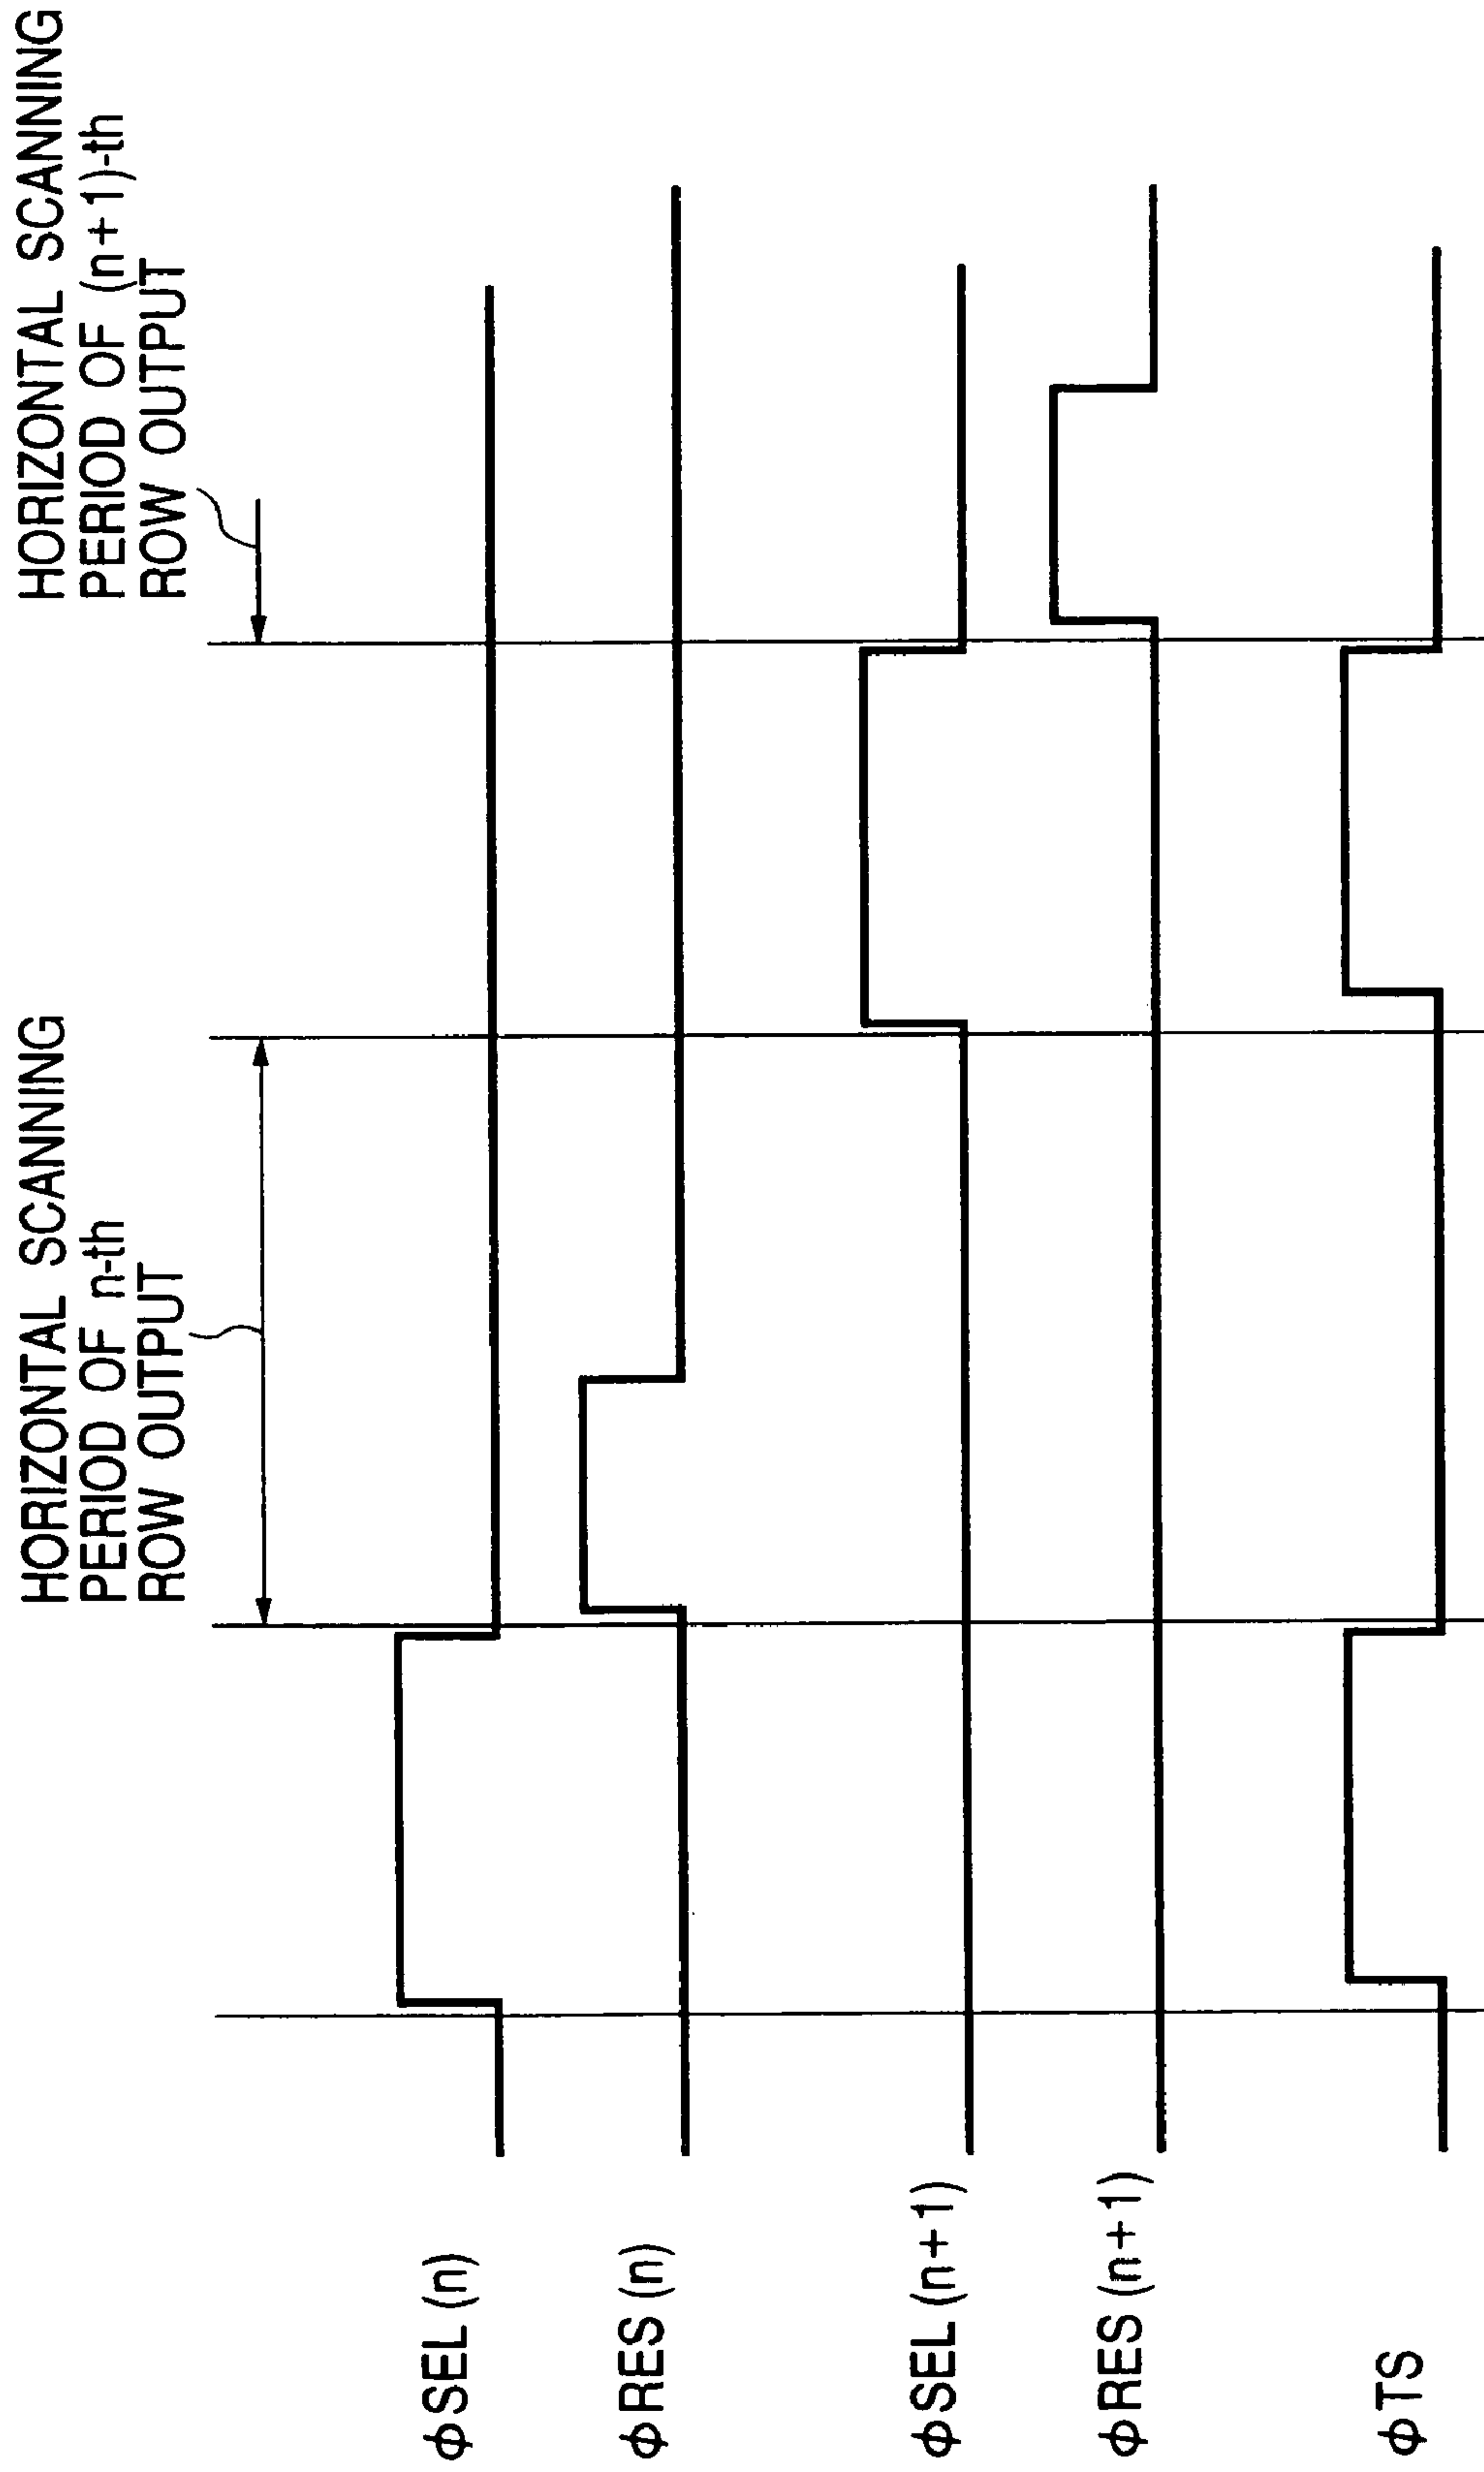 HORIZONTAL SCANNING
PERIOD OF n-th
ROW OUTPUT
HORIZONTAL SCANNING
PERIOD OF (n+1)-th
ROW OUTPUT
ϕSEL (n)
ϕRES (n)
ϕSEL (n+1)
ϕRES (n+1)
ϕTS